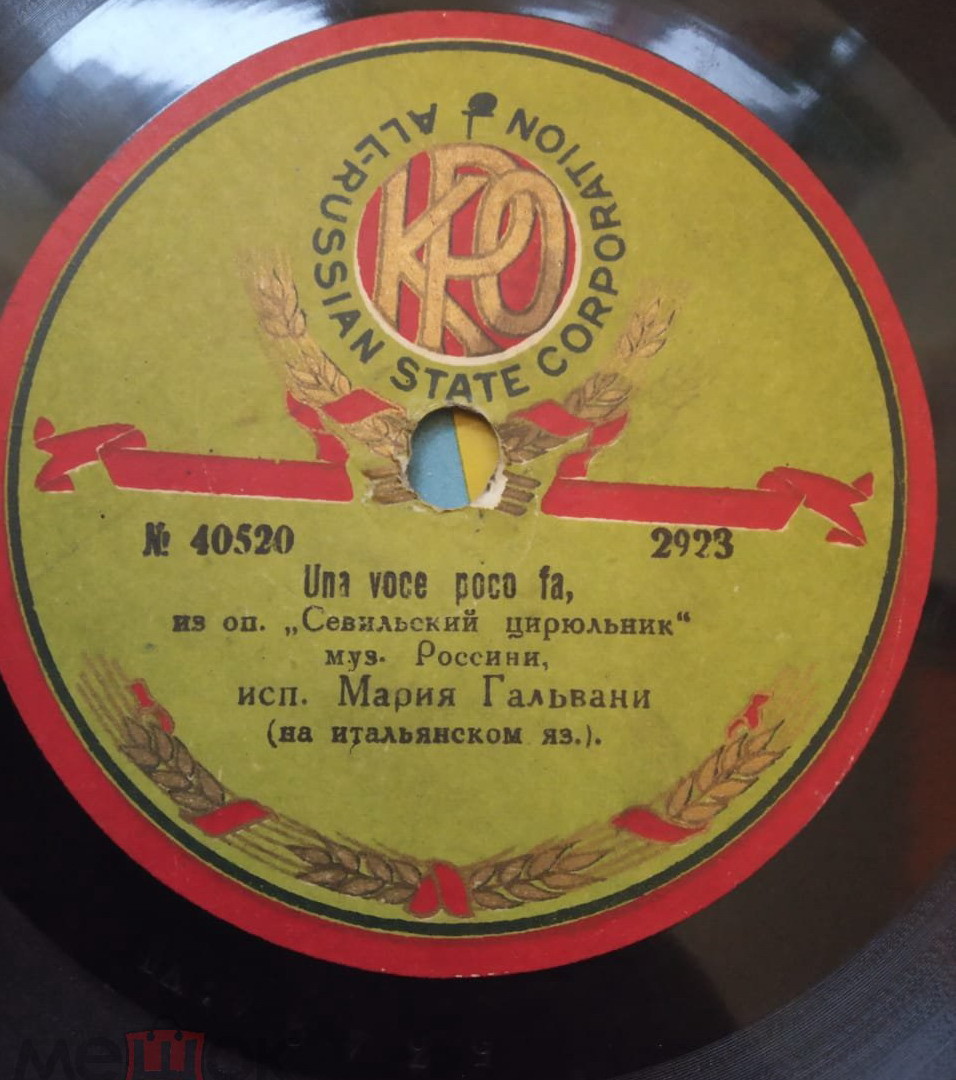 ALL-RUSSIAN STATE CORPORATION
КРО
№ 40520 2923
Una voce poco fa,
из оп. „Севильский цирюльник“
муз. Россини,
исп. Мария Гальвани
(на итальянском яз.).